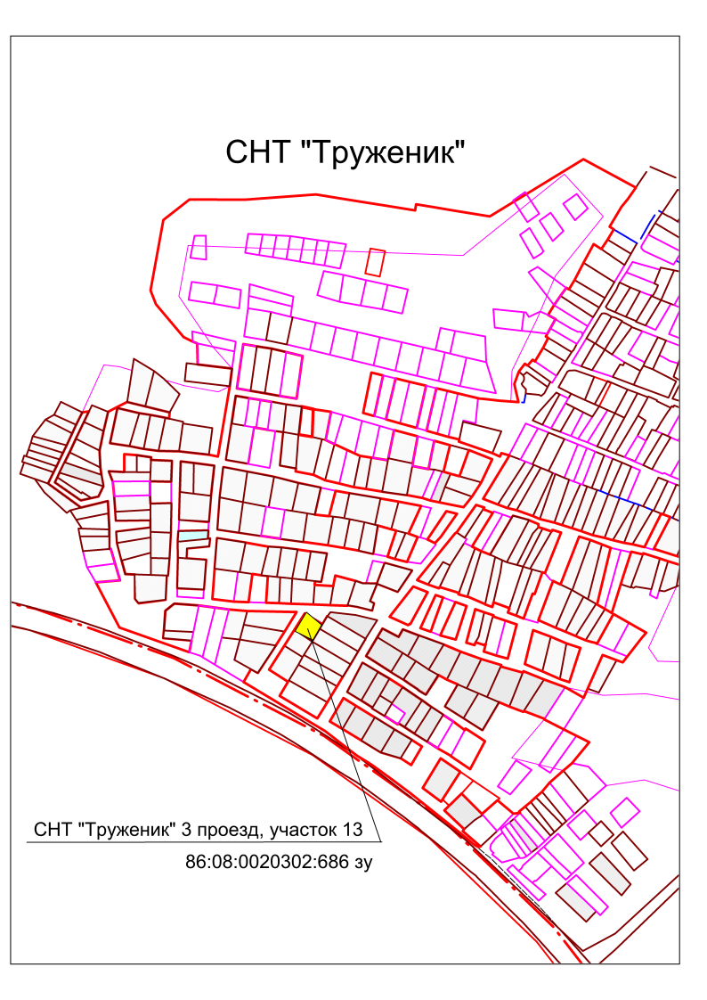 СНТ "Труженик"
СНТ "Труженик" 3 проезд, участок 13
86:08:0020302:686 зу